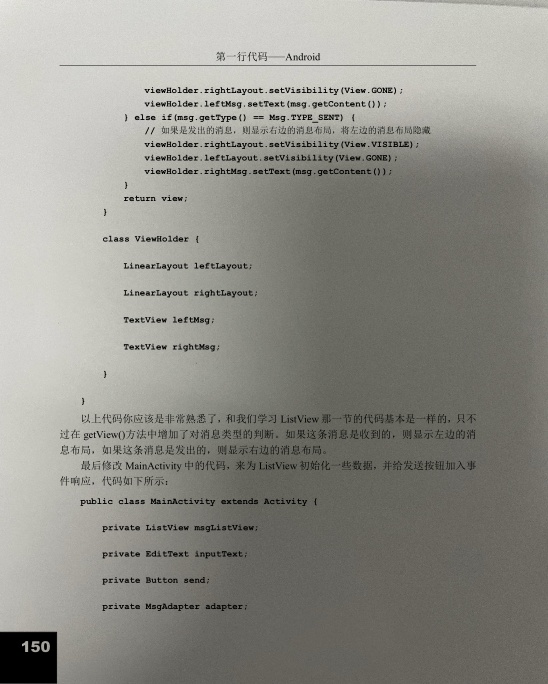 第一行代码——Android
viewHolder.rightLayout.setVisibility(View.GONE);
viewHolder.leftMsg.setText(msg.getContent());
} else if(msg.getType() == Msg.TYPE_SENT) {
// 如果是发出的消息，则显示右边的消息布局，将左边的消息布局隐藏
viewHolder.rightLayout.setVisibility(View.VISIBLE);
viewHolder.leftLayout.setVisibility(View.GONE);
viewHolder.rightMsg.setText(msg.getContent());
}
return view;
}
class ViewHolder {
LinearLayout leftLayout;
LinearLayout rightLayout;
TextView leftMsg;
TextView rightMsg;
}
}
以上代码你应该是非常熟悉了，和我们学习 ListView 那一节的代码基本是一样的，只不
过在 getView()方法中增加了对消息类型的判断。如果这条消息是收到的，则显示左边的消
息布局，如果这条消息是发出的，则显示右边的消息布局。
最后修改 MainActivity 中的代码，来为 ListView 初始化一些数据，并给发送按钮加入事
件响应，代码如下所示：
public class MainActivity extends Activity {
private ListView msgListView;
private EditText inputText;
private Button send;
private MsgAdapter adapter;
150